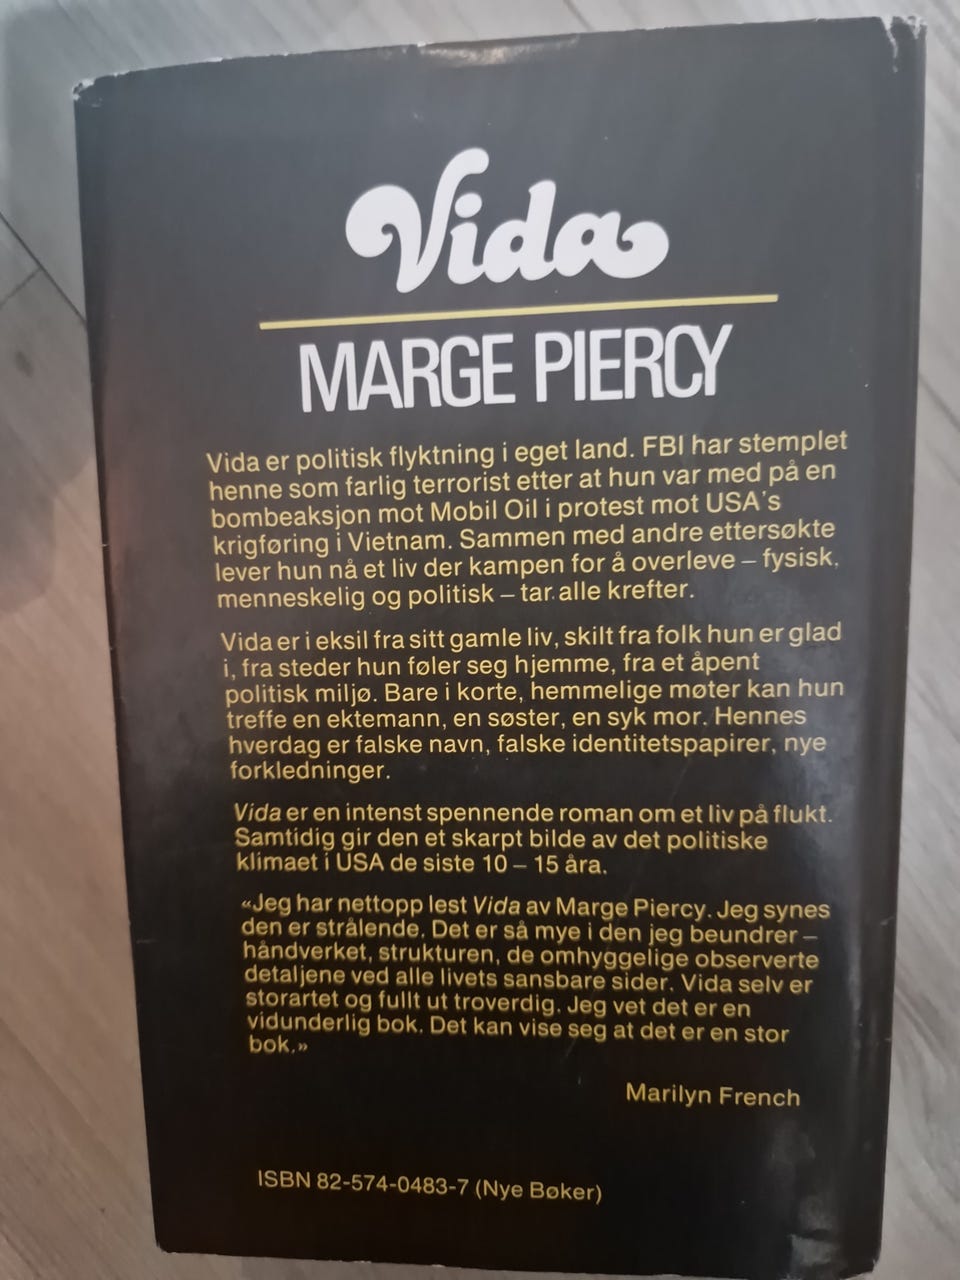 Vida
MARGE PIERCY
Vida er politisk flyktning i eget land. FBI har stemplet
henne som farlig terrorist etter at hun var med på en
bombeaksjon mot Mobil Oil i protest mot USA's
krigføring i Vietnam. Sammen med andre ettersøkte
lever hun nå et liv der kampen for å overleve – fysisk,
menneskelig og politisk – tar alle krefter.
Vida er i eksil fra sitt gamle liv, skilt fra folk hun er glad
i, fra steder hun føler seg hjemme, fra et åpent
politisk miljø. Bare i korte, hemmelige møter kan hun
treffe en ektemann, en søster, en syk mor. Hennes
hverdag er falske navn, falske identitetspapirer, nye
forkledninger.
Vida er en intenst spennende roman om et liv på flukt.
Samtidig gir den et skarpt bilde av det politiske
klimaet i USA de siste 10 – 15 åra.
«Jeg har nettopp lest Vida av Marge Piercy. Jeg synes
den er strålende. Det er så mye i den jeg beundrer –
håndverket, strukturen, de omhyggelige observerte
detaljene ved alle livets sansbare sider. Vida selv er
storartet og fullt ut troverdig. Jeg vet det er en
vidunderlig bok. Det kan vise seg at det er en stor
bok.»
Marilyn French
ISBN 82-574-0483-7 (Nye Bøker)